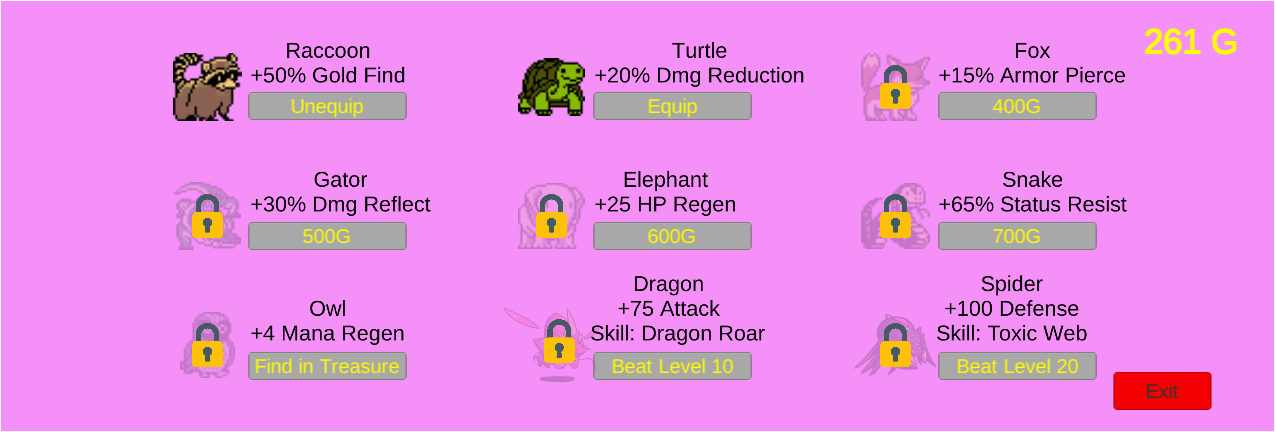 261 G
Raccoon
+50% Gold Find
Unequip
Turtle
+20% Dmg Reduction
Equip
Fox
+15% Armor Pierce
400G
Gator
+30% Dmg Reflect
500G
Elephant
+25 HP Regen
600G
Snake
+65% Status Resist
700G
Owl
+4 Mana Regen
Find in Treasure
Dragon
+75 Attack
Skill: Dragon Roar
Beat Level 10
Spider
+100 Defense
Skill: Toxic Web
Beat Level 20
Exit